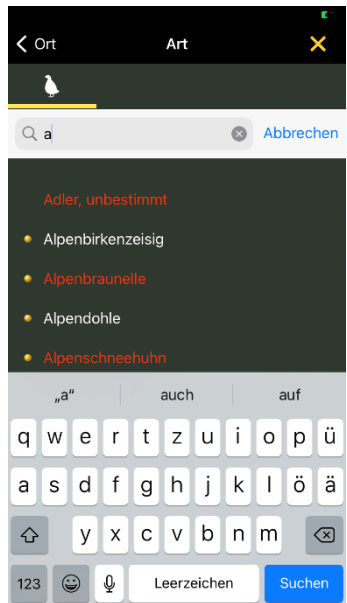 Ort
Art
a
Abbrechen
Adler, unbestimmt
Alpenbirkenzeisig
Alpenbraunelle
Alpendohle
Alpenschneehuhn
„a“ auch auf
q w e r t z u i o p ü
a s d f g h j k l ö ä
y x c v b n m
123 Leerzeichen Suchen